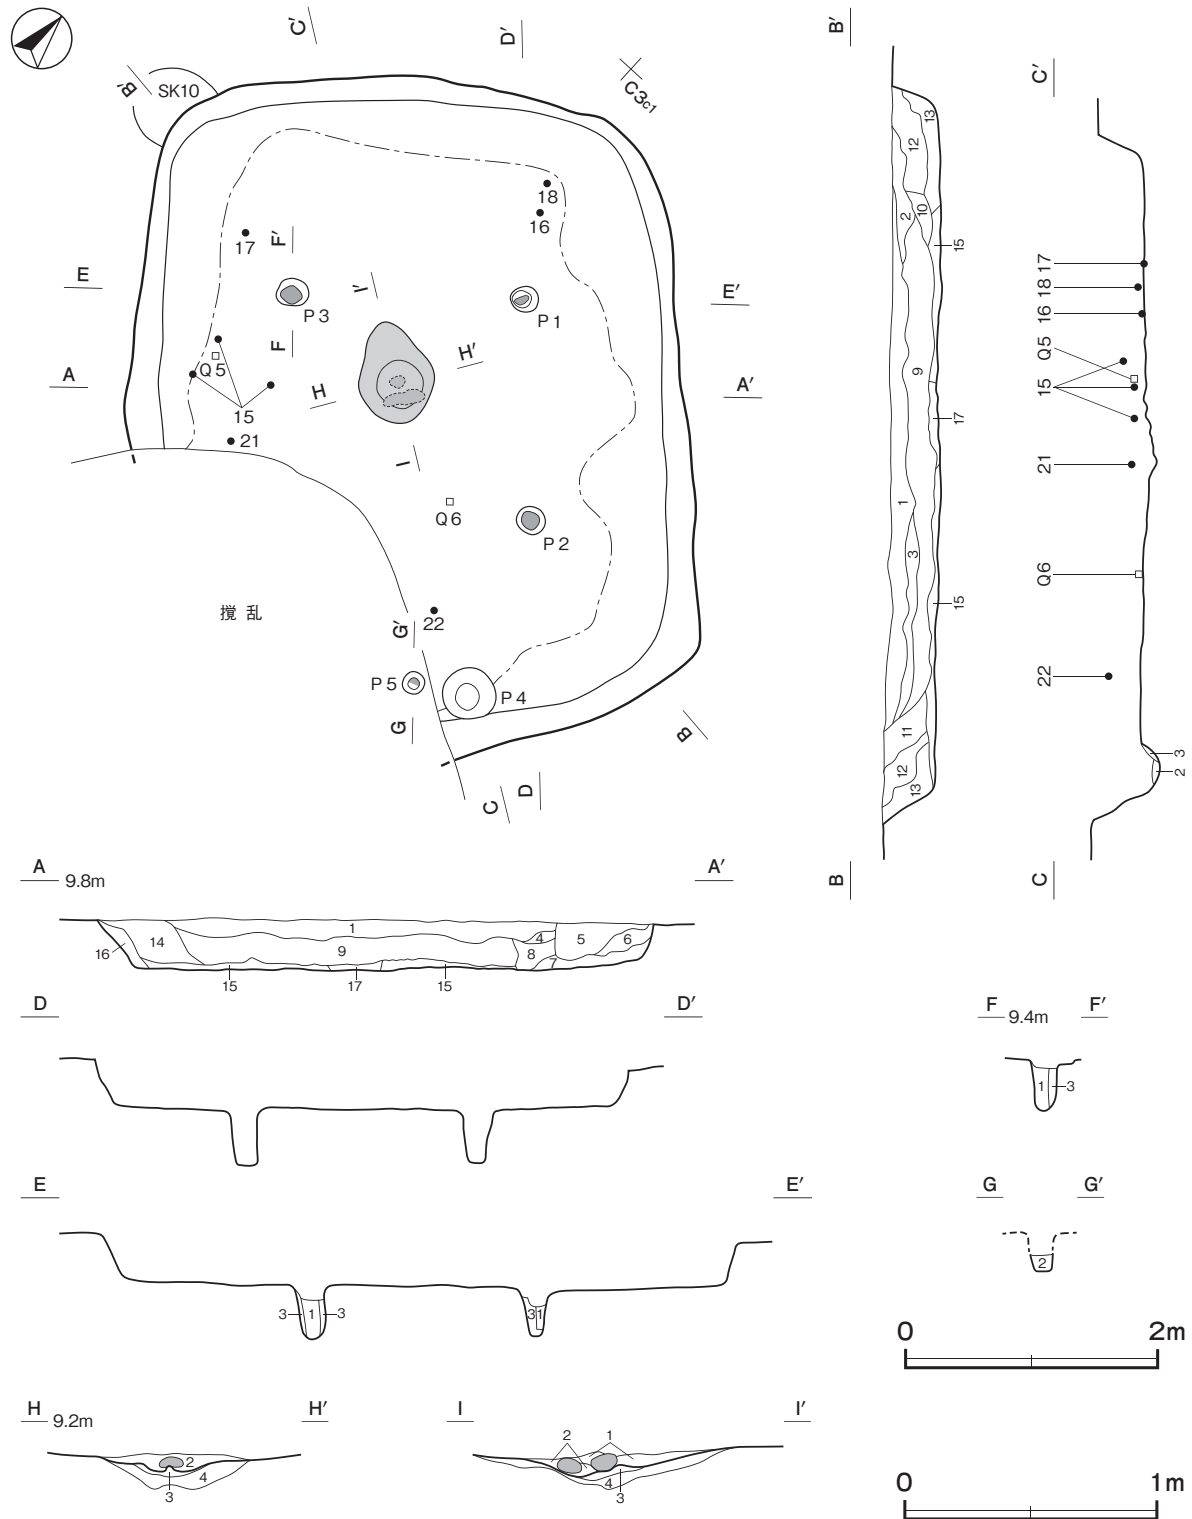 C′
D′
B′
SK10
C3c1
B′
C′
18
16
17
F′
E
E′
I′
P3
P1
F
H′
Q5
A
H
A′
15
21
I
Q6
P2
撹乱
22
G′
P5
P4
G
B
C
D
13
12
2
10
15
9
17
1
3
15
11
12
13
B
17
18
16
Q5
15
21
Q6
22
3
2
C
A 9.8m A′
1
14
16
9
4
8
7
5
6
15
17
15
D D′
F 9.4m F′
1
3
E E′
3
1
3
3
1
G G′
2
0 2m
H 9.2m H′
2
4
3
I I′
2
1
4
3
0 1m